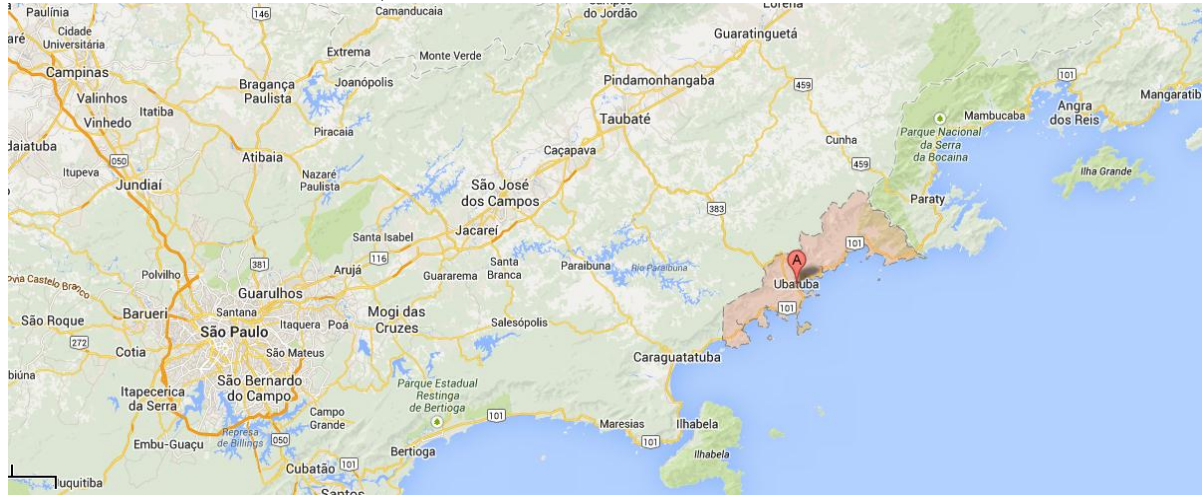 Paulínia
146
Camanducaia
do Jordão
Lorena
Guaratinguetá
Cidade
Universitária
Extrema
Monte Verde
Campinas
Bragança
Paulista
Joanópolis
Pindamonhangaba
459
101
Mangaratib
Valinhos
Itatiba
Vinhedo
Taubaté
Angra
dos Reis
Mambucaba
Piracaia
Cunha
Parque Nacional
da Serra
da Bocaina
daiatuba
050
Atibaia
Caçapava
459
Ilha Grande
Itupeva
Jundiaí
Nazaré
Paulista
São José
dos Campos
Paraty
383
Santa Isabel
Jacareí
101
Polvilho
381
Arujá
116
Guararema
Santa
Branca
Paraibuna
Rio Paraibuna
A
Ubatuba
via Castelo Branco
Guarulhos
Barueri
Santana
Itaquera
Poá
Mogi das
Cruzes
101
São Roque
São Paulo
Salesópolis
272
Cotia
São Mateus
Caraguatatuba
biúna
Itapecerica
da Serra
São Bernardo
do Campo
Parque Estadual
Restinga
de Bertioga
Campo
Grande
101
Maresias
Ilhabela
Embu-Guaçu
Represa
de Billings
050
Bertioga
101
Ilhabela
Cubatão
101
Juquitiba
Santos